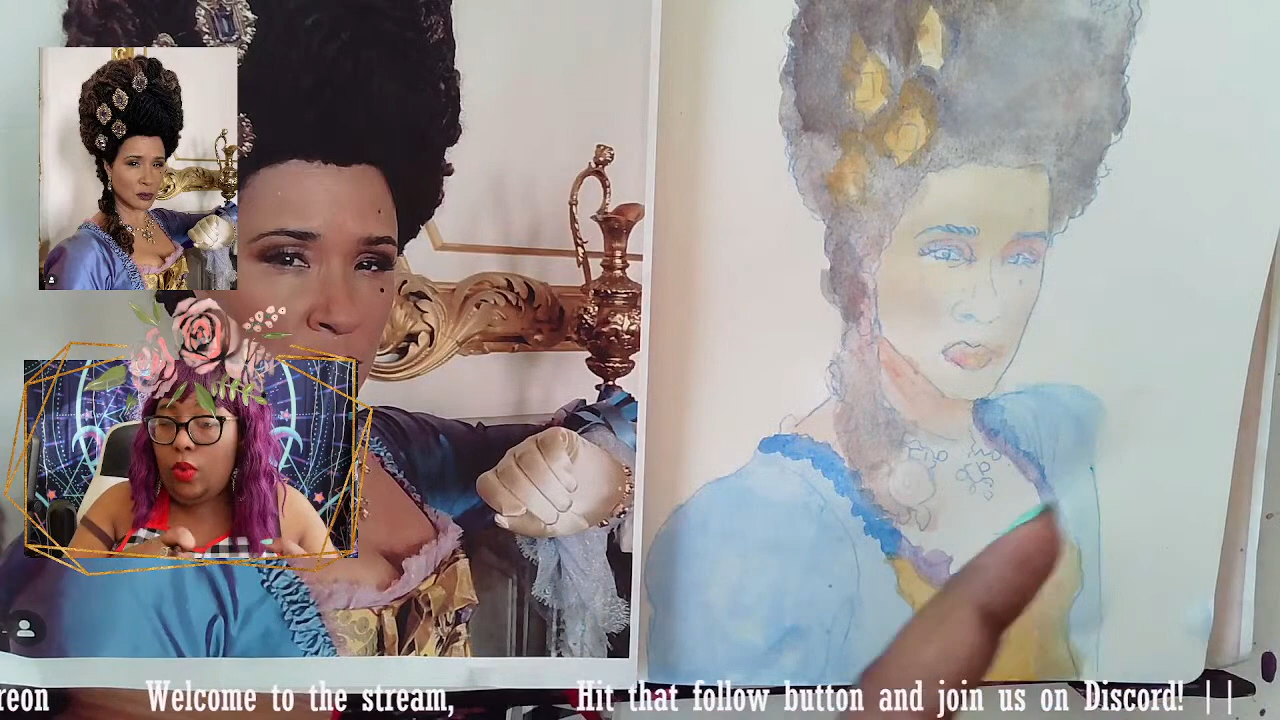 reon Welcome to the stream, Hit that follow button and join us on Discord! | |